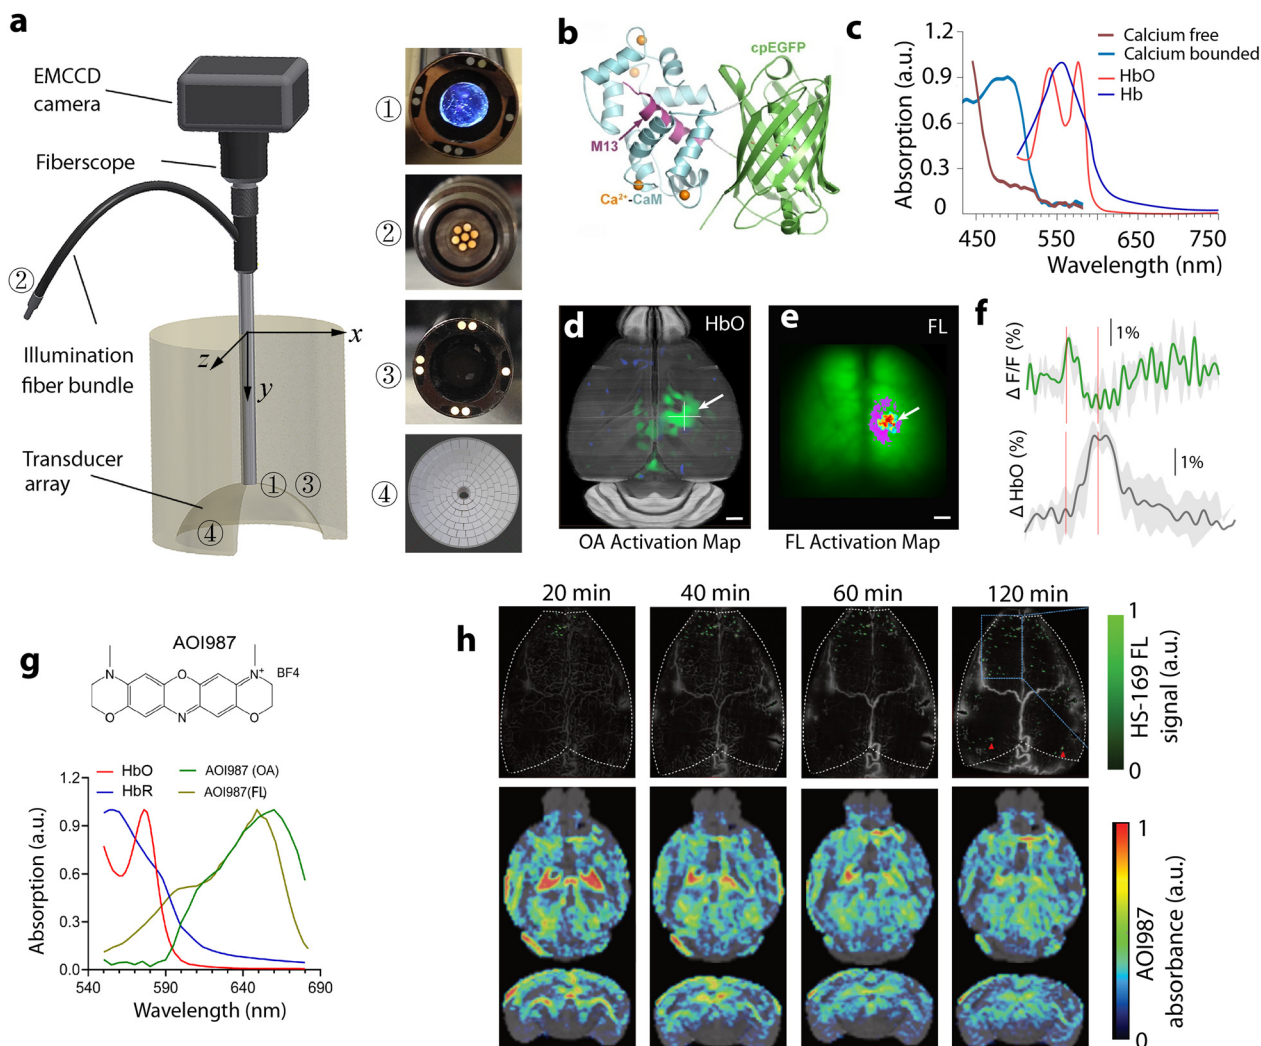 a
EMCCD
camera
Fiberscope
②
Illumination
fiber bundle
x
z
y
Transducer
array
①
③
④
①
②
③
④
b
cpEGFP
M13
Ca²⁺-CaM
c
Absorption (a.u.)
1.2
0.9
0.6
0.3
0
450
550
650
750
Wavelength (nm)
Calcium free
Calcium bounded
HbO
Hb
d
HbO
OA Activation Map
e
FL
FL Activation Map
f
Δ F/F (%)
1%
Δ HbO (%)
1%
g
AOI987
N
O
N⁺
BF4
O
N
O
HbO
AOI987 (OA)
HbR
AOI987(FL)
Absorption (a.u.)
1.2
0.9
0.6
0.3
0.0
540
590
640
690
Wavelength (nm)
h
20 min
40 min
60 min
120 min
1
HS-169 FL
signal (a.u.)
0
1
AOI987
absorbance (a.u.)
0